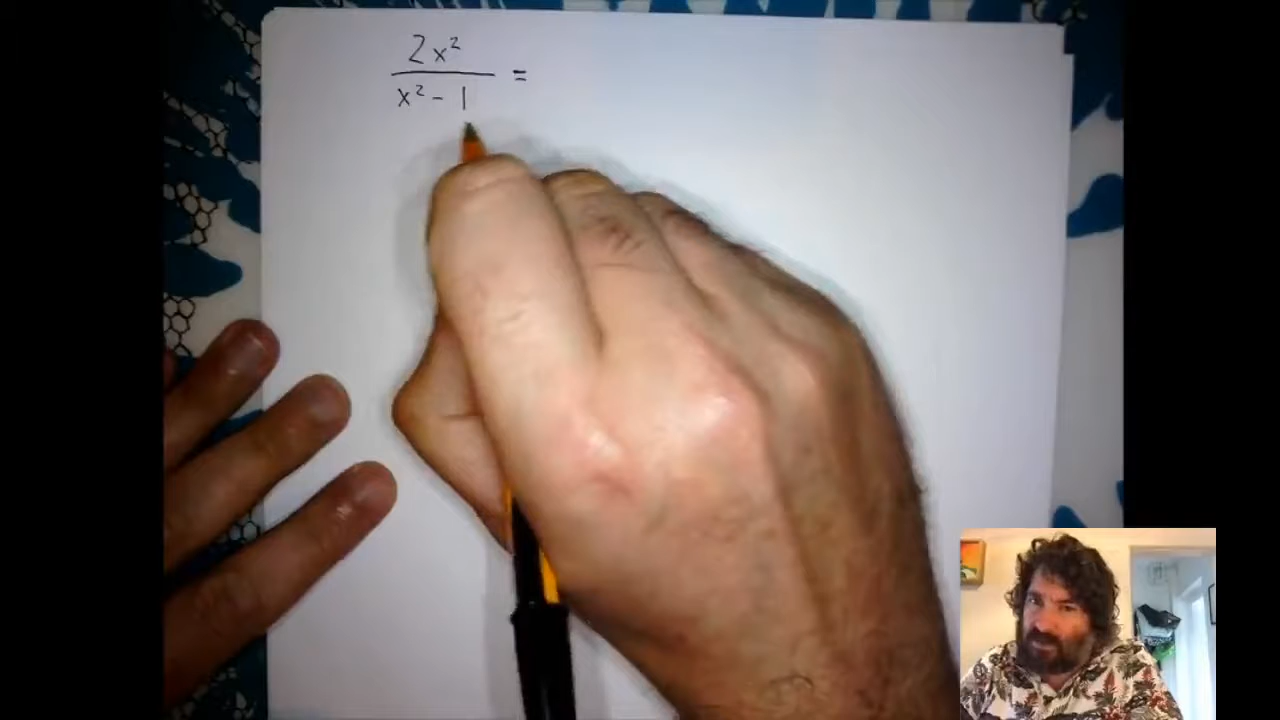 2x²
x² - 1 =